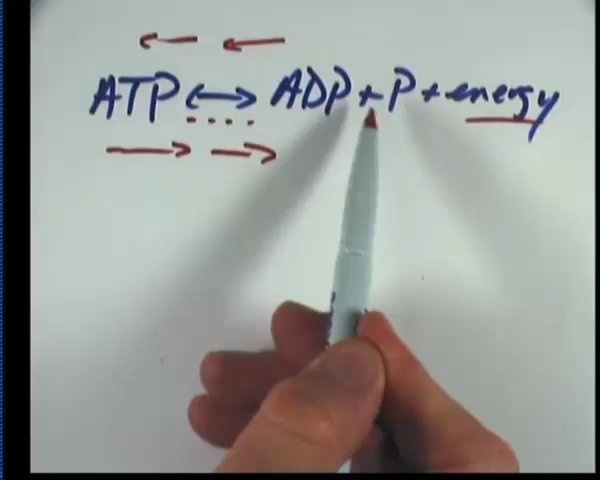 ATP ↔ ADP + P + energy